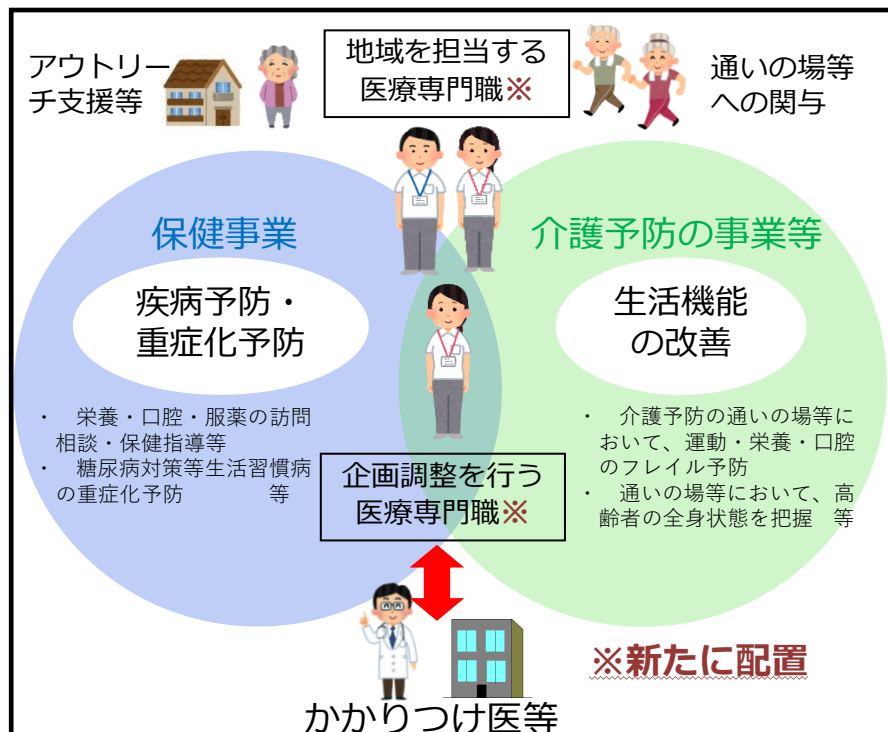 アウトリー
チ支援等
地域を担当する
医療専門職※
通いの場等
への関与
保健事業
疾病予防・
重症化予防
・　栄養・口腔・服薬の訪問
相談・保健指導等
・　糖尿病対策等生活習慣病
の重症化予防　　　　等
介護予防の事業等
生活機能
の改善
・　介護予防の通いの場等に
おいて、運動・栄養・口腔
のフレイル予防
・　通いの場等において、高
齢者の全身状態を把握　等
企画調整を行う
医療専門職※
かかりつけ医等
※新たに配置